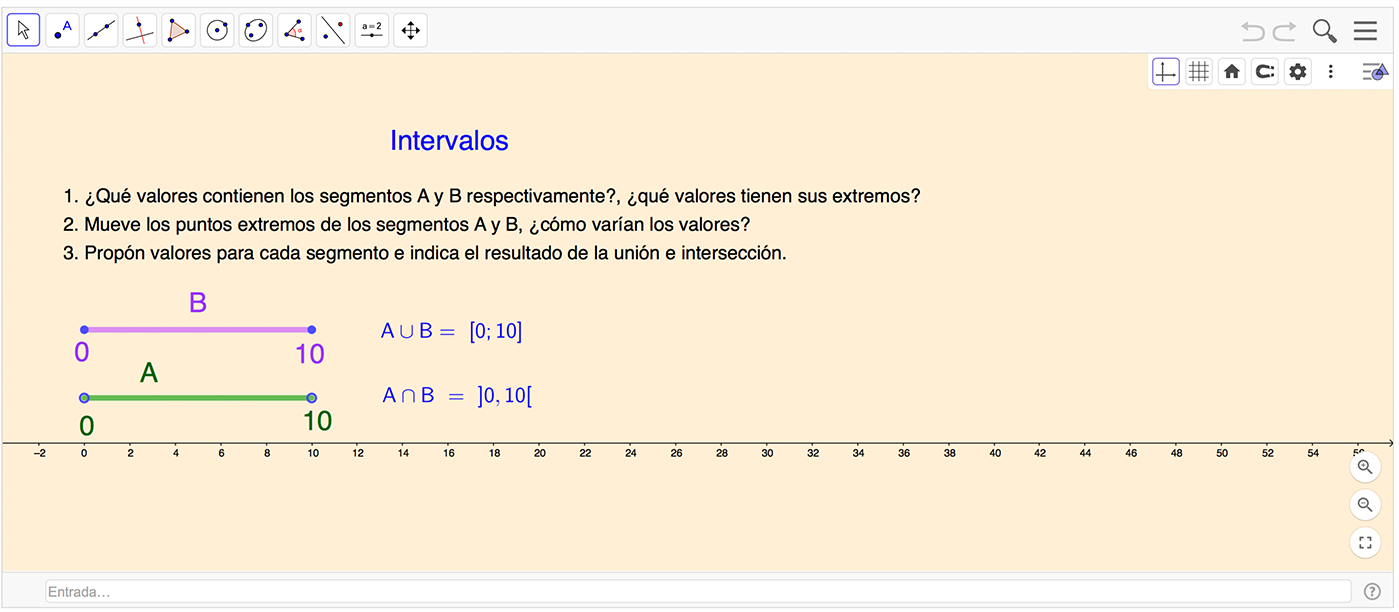 A
a=2
Intervalos
1. ¿Qué valores contienen los segmentos A y B respectivamente?, ¿qué valores tienen sus extremos?
2. Mueve los puntos extremos de los segmentos A y B, ¿cómo varían los valores?
3. Propón valores para cada segmento e indica el resultado de la unión e intersección.
B
A ∪ B = [0; 10]
0 10
A
A ∩ B = ]0, 10[
0 10
−2 0 2 4 6 8 10 12 14 16 18 20 22 24 26 28 30 32 34 36 38 40 42 44 46 48 50 52 54
Entrada…
?